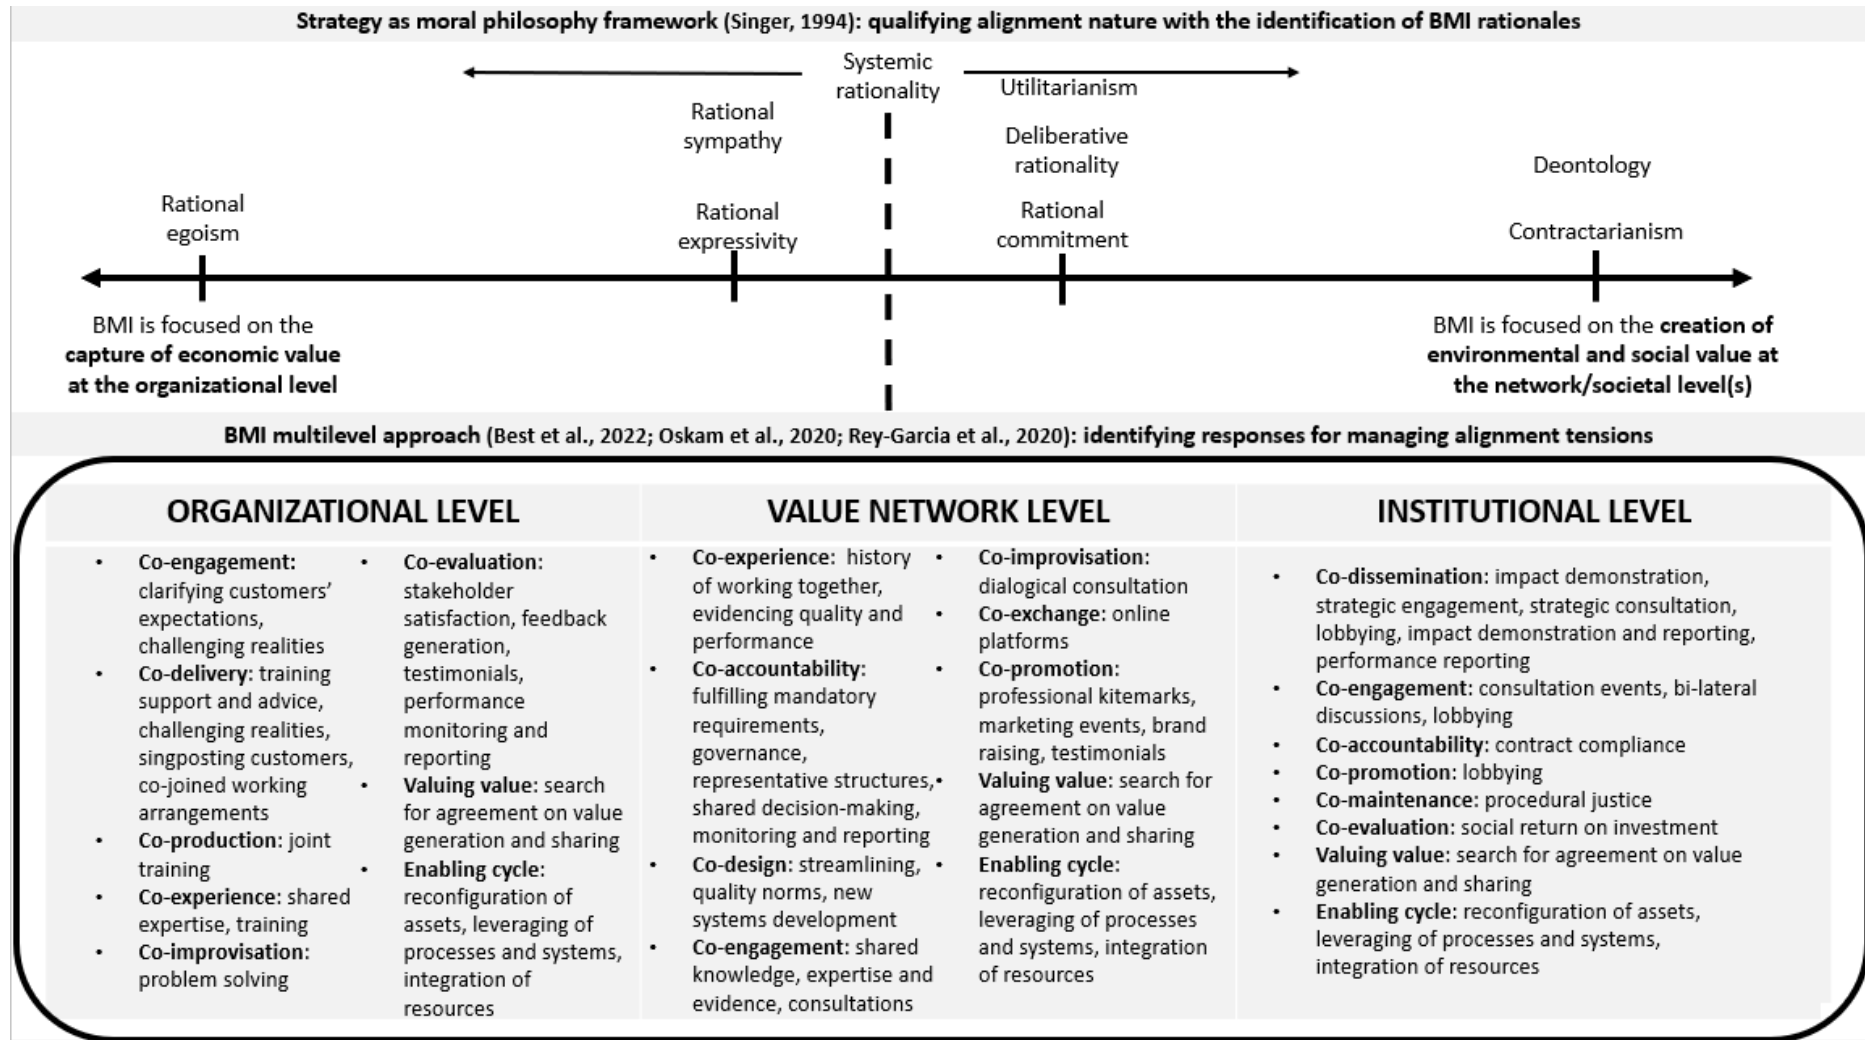 Strategy as moral philosophy framework (Singer, 1994): qualifying alignment nature with the identification of BMI rationales
Systemic
rationality
Utilitarianism
Rational
sympathy
Deliberative
rationality
Deontology
Rational
egoism
Rational
expressivity
Rational
commitment
Contractarianism
BMI is focused on the
capture of economic value
at the organizational level
BMI is focused on the creation of
environmental and social value at
the network/societal level(s)
BMI multilevel approach (Best et al., 2022; Oskam et al., 2020; Rey-Garcia et al., 2020): identifying responses for managing alignment tensions
ORGANIZATIONAL LEVEL
• Co-engagement:
clarifying customers’
expectations,
challenging realities
• Co-delivery: training
support and advice,
challenging realities,
singposting customers,
co-joined working
arrangements
• Co-production: joint
training
• Co-experience: shared
expertise, training
• Co-improvisation:
problem solving
• Co-evaluation:
stakeholder
satisfaction, feedback
generation,
testimonials,
performance
monitoring and
reporting
• Valuing value: search
for agreement on value
generation and sharing
• Enabling cycle:
reconfiguration of
assets, leveraging of
processes and systems,
integration of
resources
VALUE NETWORK LEVEL
• Co-experience: history
of working together,
evidencing quality and
performance
• Co-accountability:
fulfilling mandatory
requirements,
governance,
representative structures,
shared decision-making,
monitoring and reporting
• Co-design: streamlining,
quality norms, new
systems development
• Co-engagement: shared
knowledge, expertise and
evidence, consultations
• Co-improvisation:
dialogical consultation
• Co-exchange: online
platforms
• Co-promotion:
professional kitemarks,
marketing events, brand
raising, testimonials
• Valuing value: search for
agreement on value
generation and sharing
• Enabling cycle:
reconfiguration of assets,
leveraging of processes
and systems, integration
of resources
INSTITUTIONAL LEVEL
• Co-dissemination: impact demonstration,
strategic engagement, strategic consultation,
lobbying, impact demonstration and reporting,
performance reporting
• Co-engagement: consultation events, bi-lateral
discussions, lobbying
• Co-accountability: contract compliance
• Co-promotion: lobbying
• Co-maintenance: procedural justice
• Co-evaluation: social return on investment
• Valuing value: search for agreement on value
generation and sharing
• Enabling cycle: reconfiguration of assets,
leveraging of processes and systems,
integration of resources